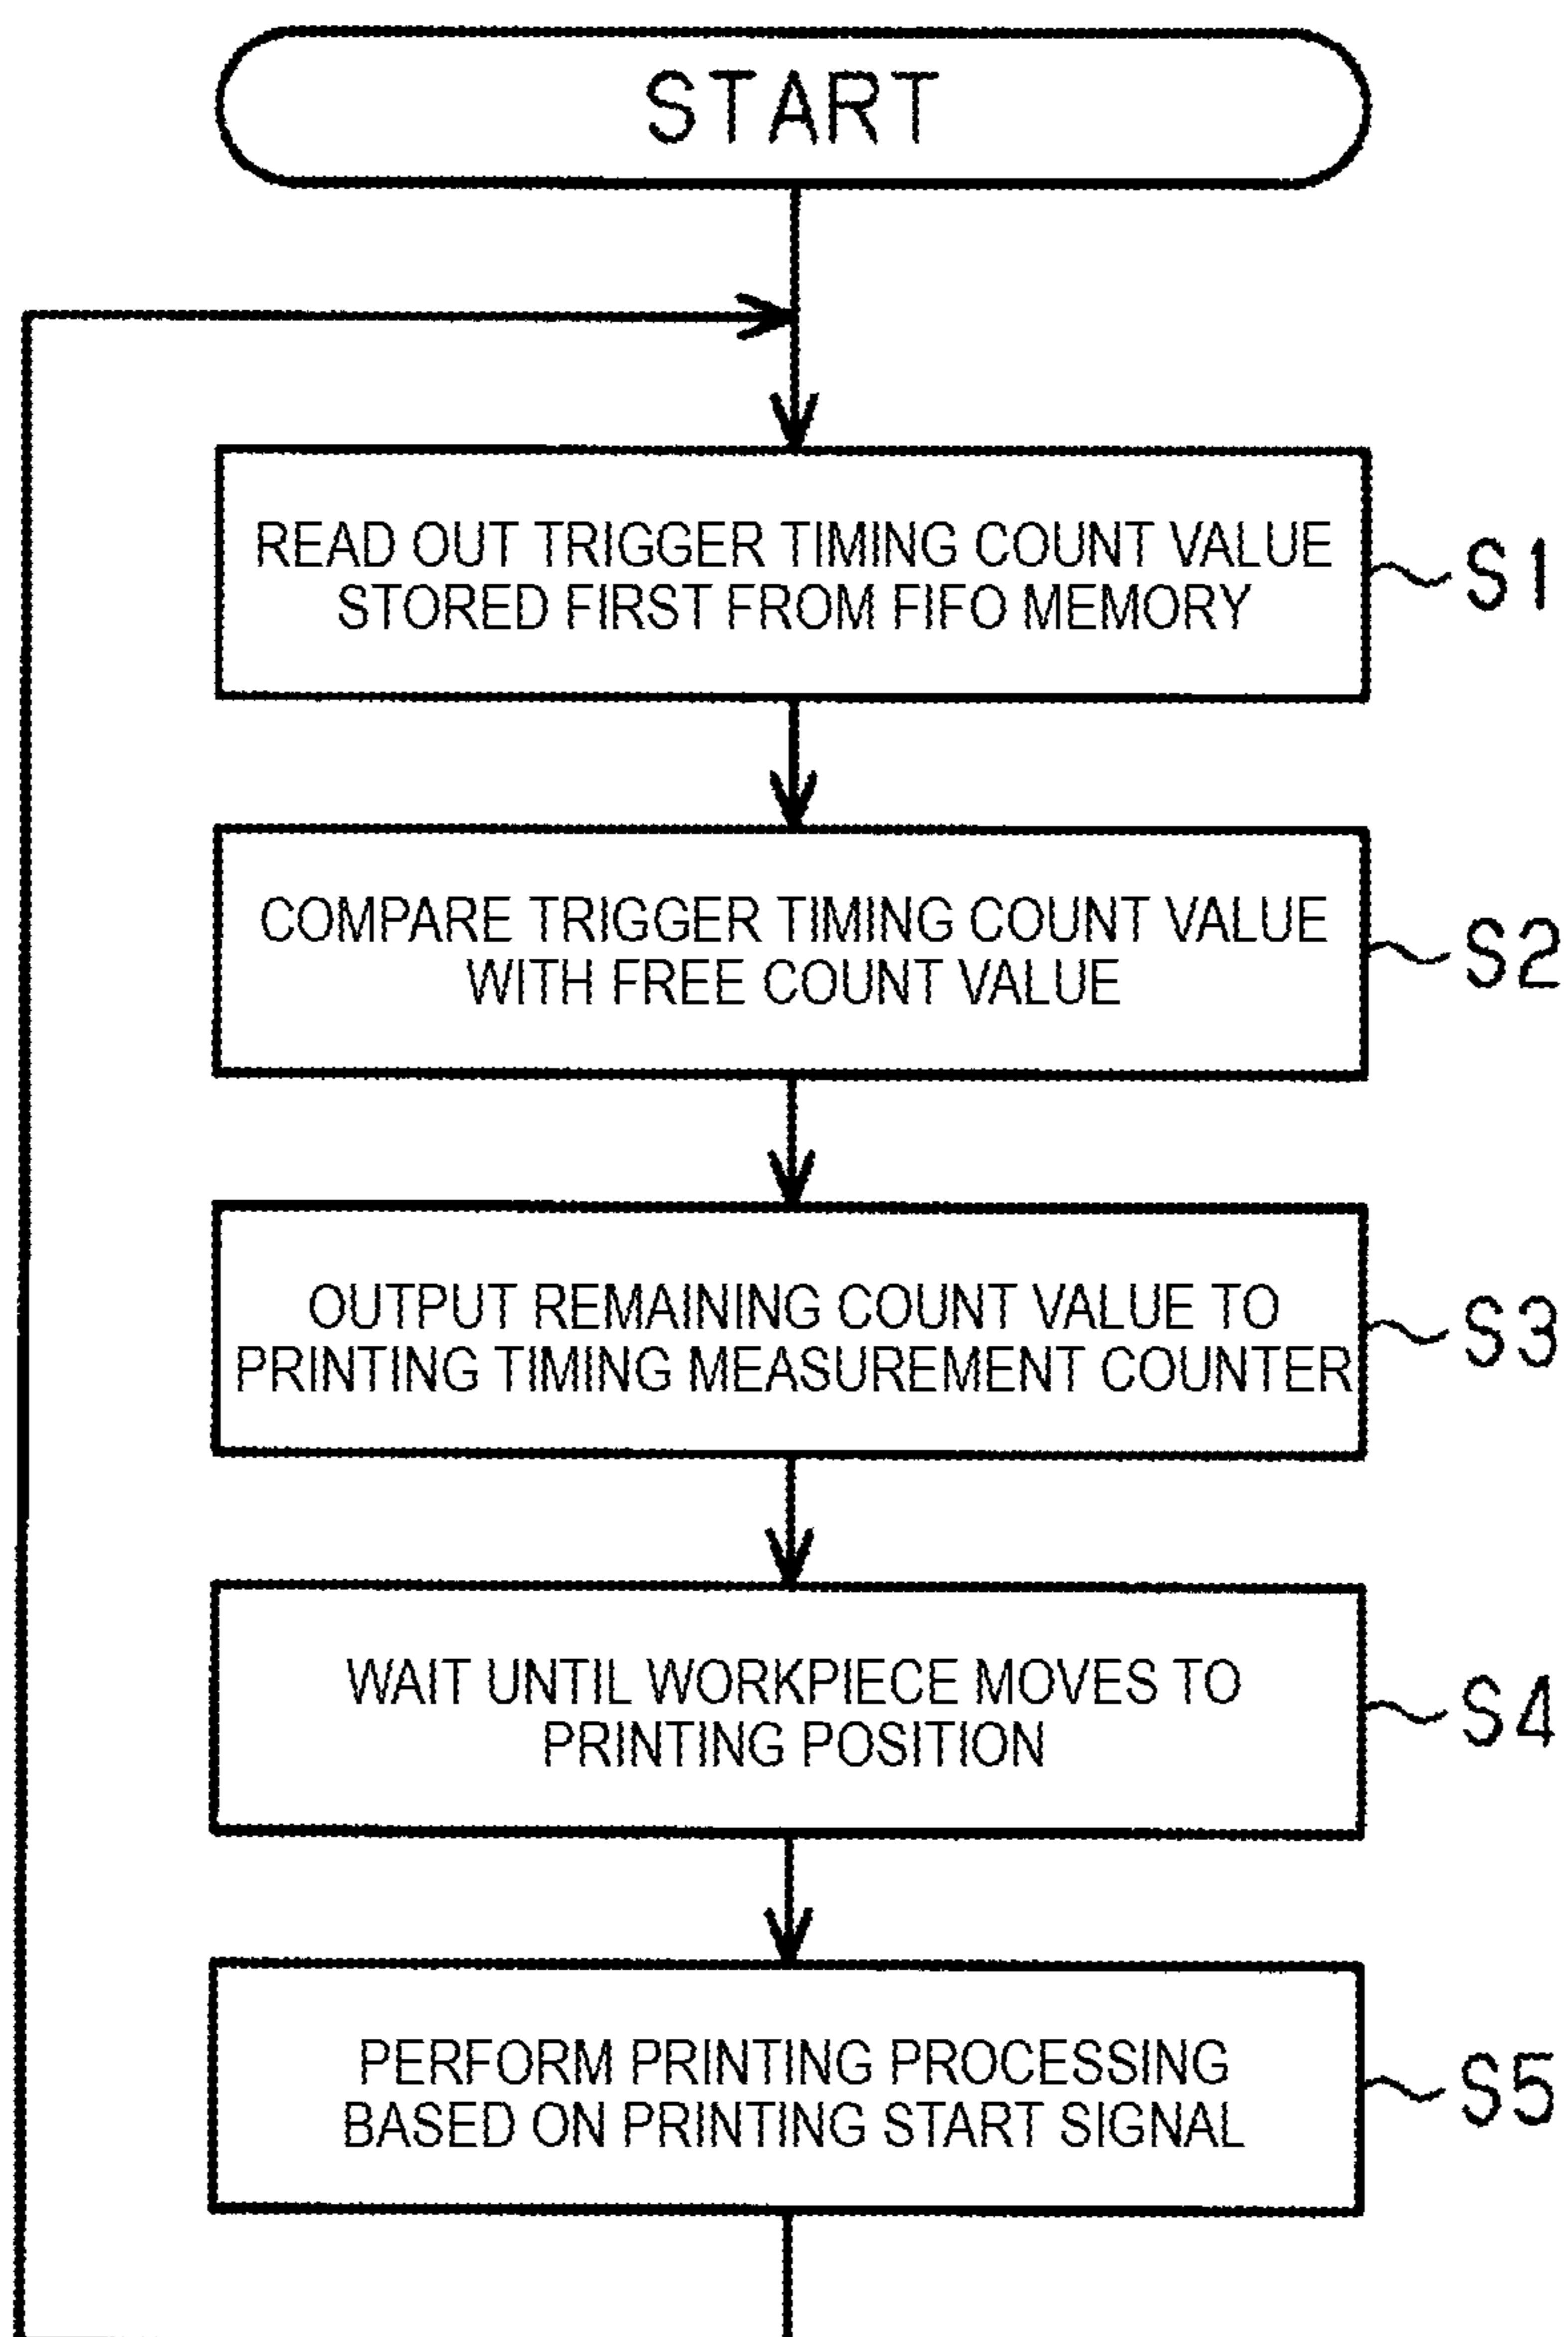 START
READ OUT TRIGGER TIMING COUNT VALUE
STORED FIRST FROM FIFO MEMORY
S1
COMPARE TRIGGER TIMING COUNT VALUE
WITH FREE COUNT VALUE
S2
OUTPUT REMAINING COUNT VALUE TO
PRINTING TIMING MEASUREMENT COUNTER
S3
WAIT UNTIL WORKPIECE MOVES TO
PRINTING POSITION
S4
PERFORM PRINTING PROCESSING
BASED ON PRINTING START SIGNAL
S5